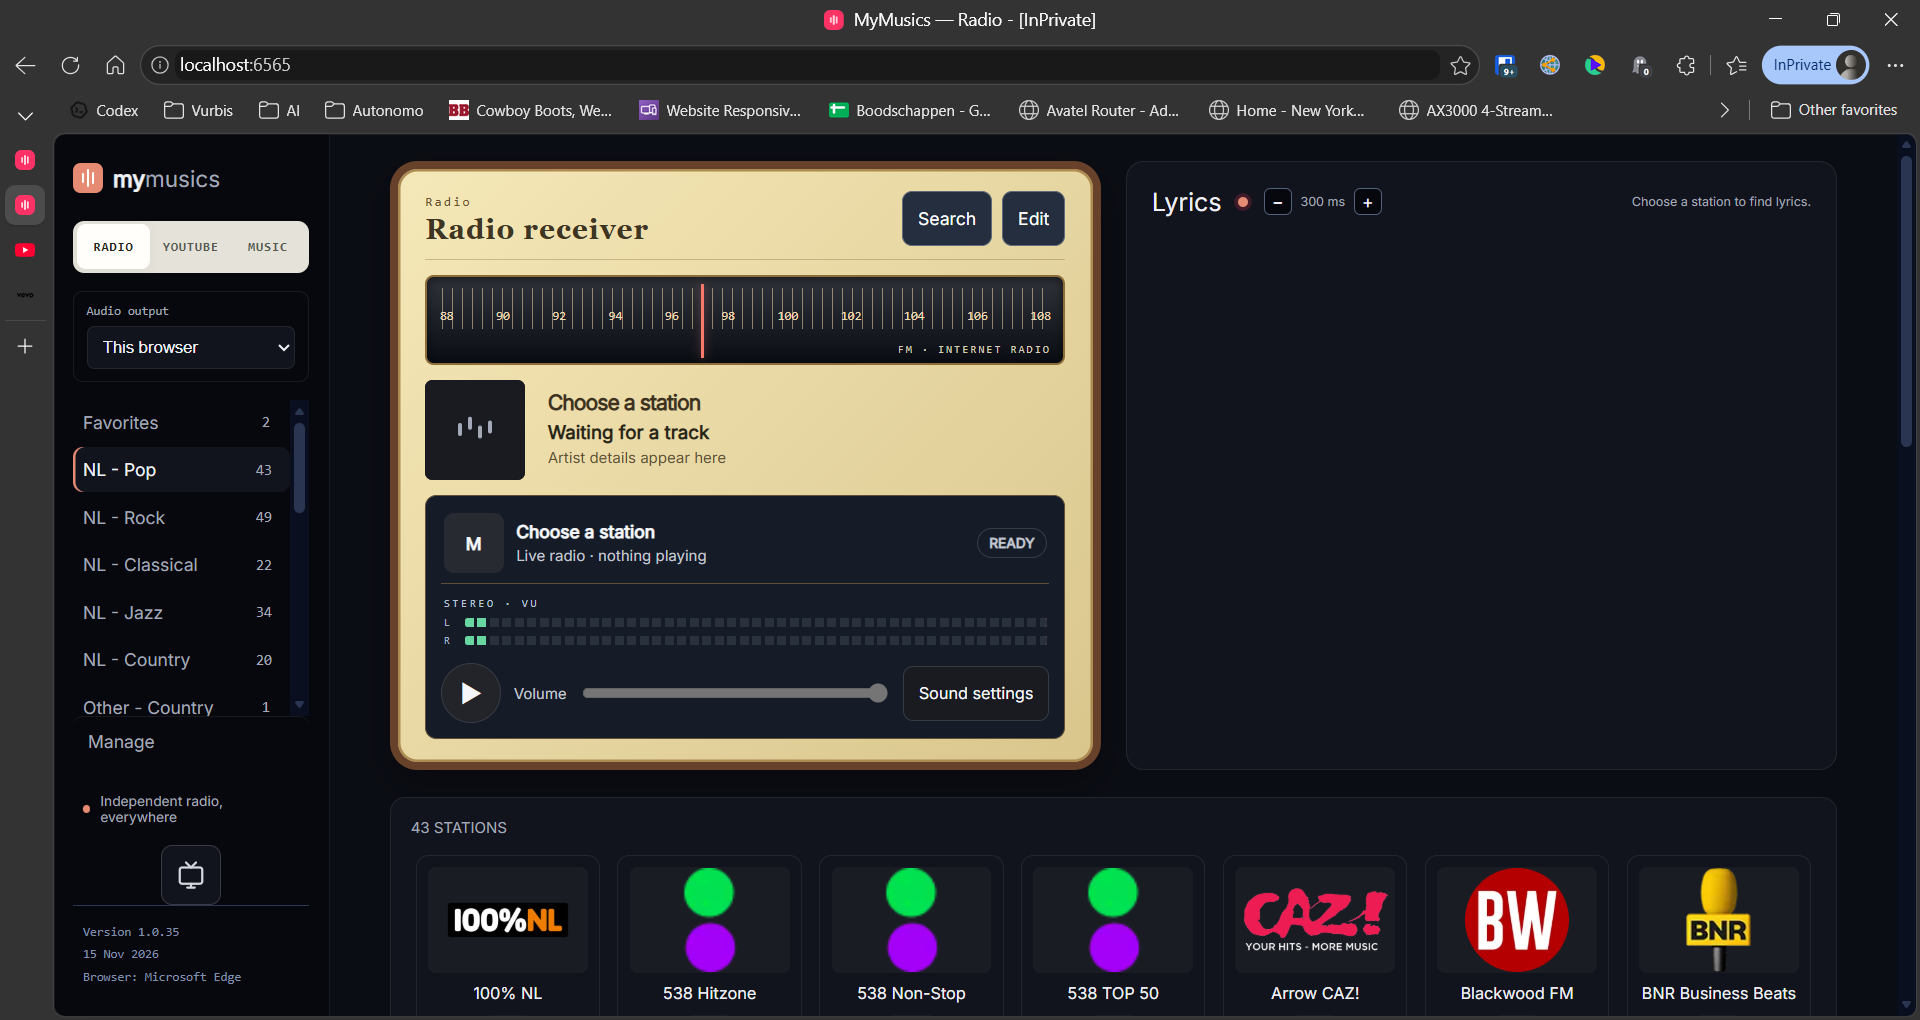 MyMusics — Radio - [InPrivate]
localhost:6565
9+
0
InPrivate
Codex
Vurbis
AI
Autonomo
BB
Cowboy Boots, We...
Website Responsiv...
Boodschappen - G...
Avatel Router - Ad...
Home - New York...
AX3000 4-Stream...
Other favorites
mymusics
RADIO
YOUTUBE
MUSIC
Audio output
This browser
Favorites 2
NL - Pop 43
NL - Rock 49
NL - Classical 22
NL - Jazz 34
NL - Country 20
Other - Country 1
Manage
Independent radio,
everywhere
Version 1.0.35
15 Nov 2026
Browser: Microsoft Edge
Radio
Radio receiver
Search
Edit
88 90 92 94 96 98 100 102 104 106 108
FM · INTERNET RADIO
Choose a station
Waiting for a track
Artist details appear here
M
Choose a station
Live radio · nothing playing
READY
STEREO · VU
L
R
Volume
Sound settings
Lyrics
− 300 ms +
Choose a station to find lyrics.
43 STATIONS
100%NL
CAZ!
YOUR HITS - MORE MUSIC
BW
BNR
100% NL
538 Hitzone
538 Non-Stop
538 TOP 50
Arrow CAZ!
Blackwood FM
BNR Business Beats